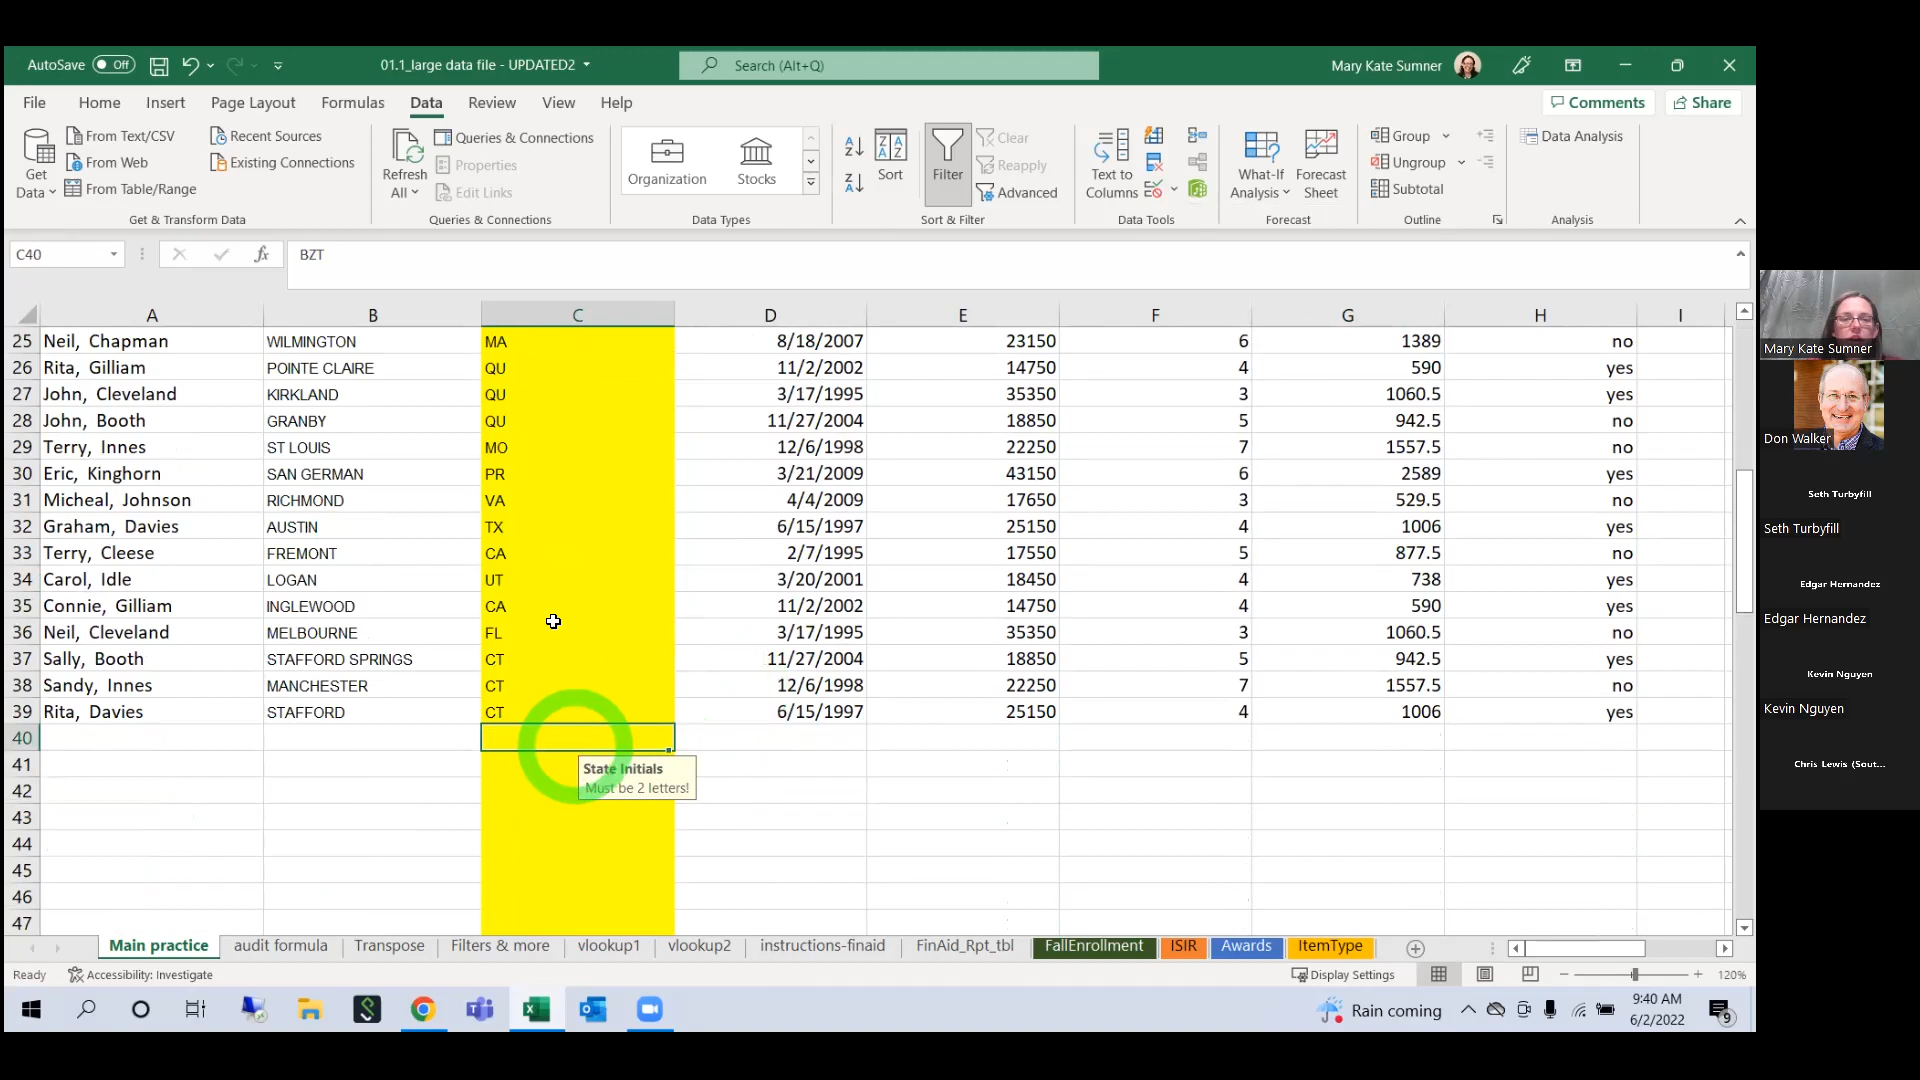 AutoSave Off 01.1_large data file - UPDATED2 Search (Alt+Q) Mary Kate Sumner
File Home Insert Page Layout Formulas Data Review View Help Comments Share
Get Data
From Text/CSV
From Web
From Table/Range
Recent Sources
Existing Connections
Get & Transform Data
Refresh All
Queries & Connections
Properties
Edit Links
Queries & Connections
Organization Stocks
Data Types
Sort
Filter
Clear
Reapply
Advanced
Sort & Filter
Text to Columns
Data Tools
What-If Analysis
Forecast Sheet
Forecast
Group
Ungroup
Subtotal
Outline
Data Analysis
Analysis
C40 fx BZT
A B C D E F G H I
25 Neil, Chapman WILMINGTON MA 8/18/2007 23150 6 1389 no
26 Rita, Gilliam POINTE CLAIRE QU 11/2/2002 14750 4 590 yes
27 John, Cleveland KIRKLAND QU 3/17/1995 35350 3 1060.5 yes
28 John, Booth GRANBY QU 11/27/2004 18850 5 942.5 no
29 Terry, Innes ST LOUIS MO 12/6/1998 22250 7 1557.5 no
30 Eric, Kinghorn SAN GERMAN PR 3/21/2009 43150 6 2589 yes
31 Micheal, Johnson RICHMOND VA 4/4/2009 17650 3 529.5 no
32 Graham, Davies AUSTIN TX 6/15/1997 25150 4 1006 yes
33 Terry, Cleese FREMONT CA 2/7/1995 17550 5 877.5 no
34 Carol, Idle LOGAN UT 3/20/2001 18450 4 738 yes
35 Connie, Gilliam INGLEWOOD CA 11/2/2002 14750 4 590 yes
36 Neil, Cleveland MELBOURNE FL 3/17/1995 35350 3 1060.5 no
37 Sally, Booth STAFFORD SPRINGS CT 11/27/2004 18850 5 942.5 yes
38 Sandy, Innes MANCHESTER CT 12/6/1998 22250 7 1557.5 no
39 Rita, Davies STAFFORD CT 6/15/1997 25150 4 1006 yes
40
41
42
43
44
45
46
47
State Initials
Must be 2 letters!
Main practice audit formula Transpose Filters & more vlookup1 vlookup2 instructions-finaid FinAid_Rpt_tbl FallEnrollment ISIR Awards ItemType
Ready Accessibility: Investigate Display Settings 120%
Rain coming 9:40 AM
6/2/2022 9
Mary Kate Sumner
Don Walker
Seth Turbyfill
Seth Turbyfill
Edgar Hernandez
Edgar Hernandez
Kevin Nguyen
Kevin Nguyen
Chris Lewis (Sout...